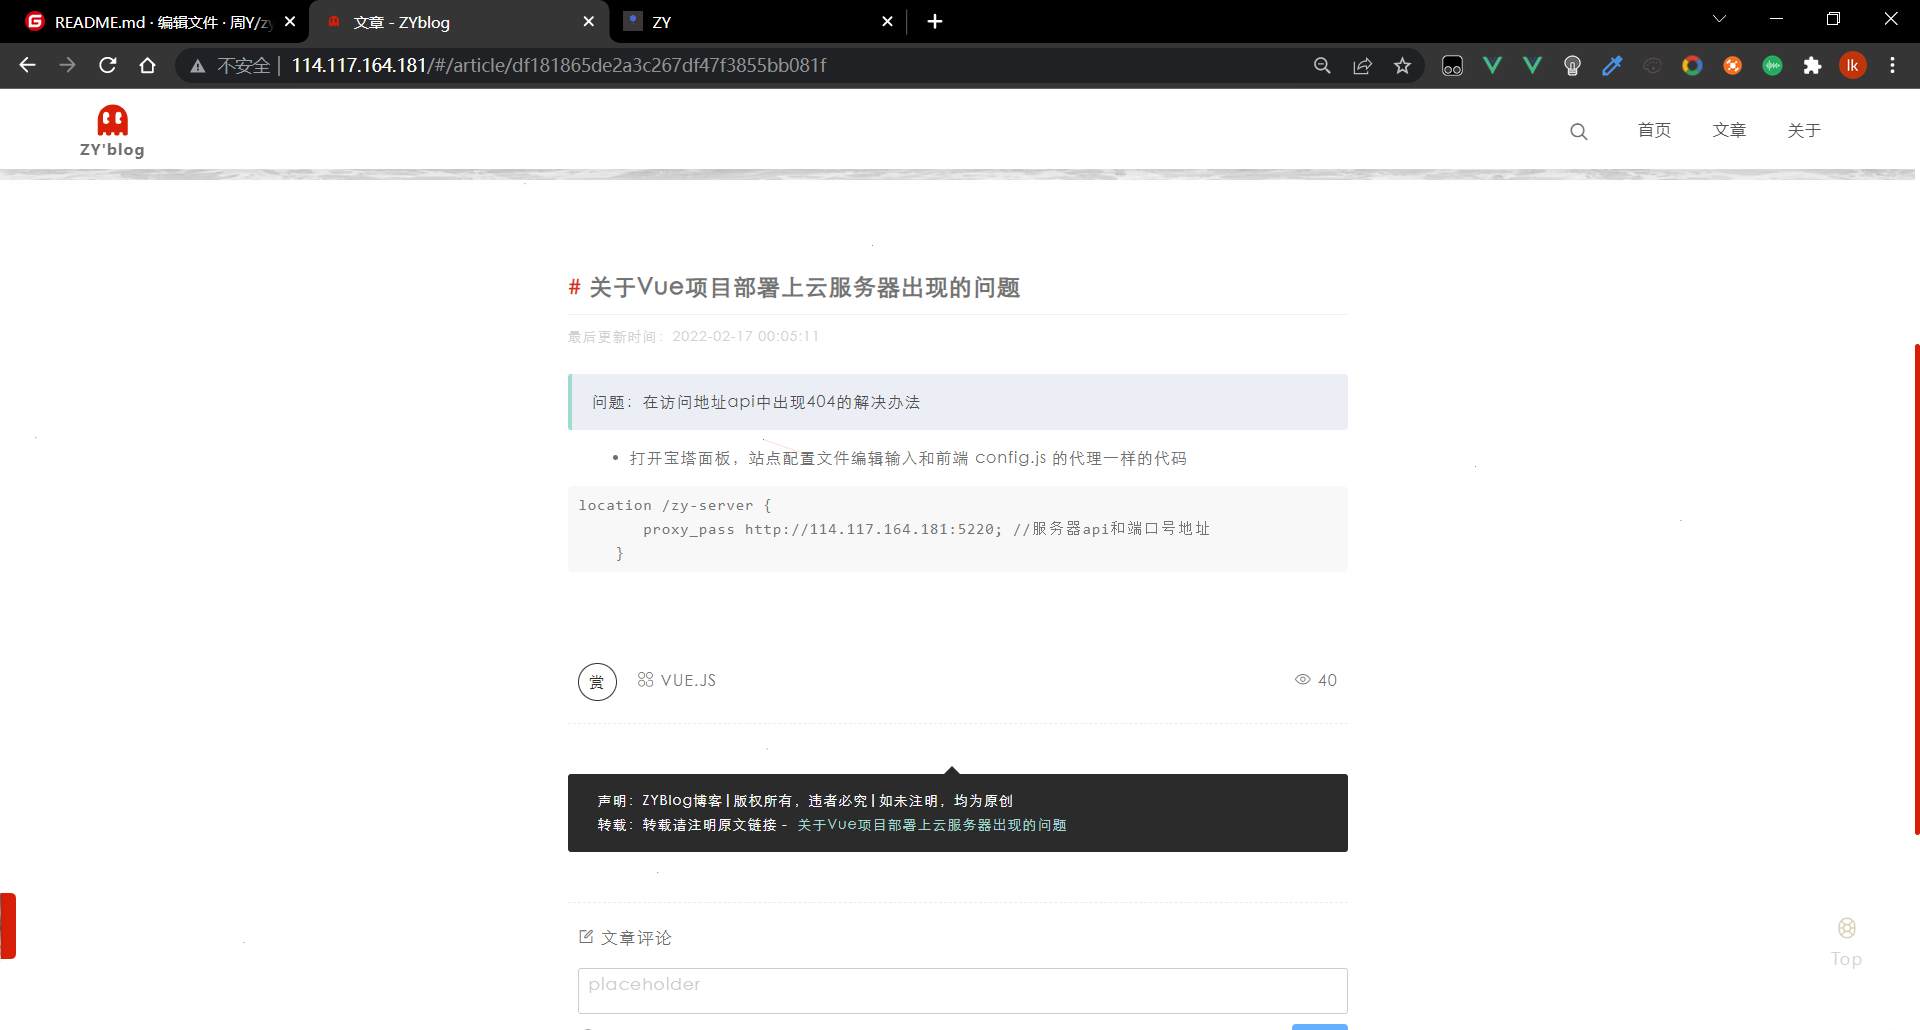 README.md · 编辑文件 · 周Y/zy
文章 - ZYblog
ZY
不安全 | 114.117.164.181/#/article/df181865de2a3c267df47f3855bb081f
lk
ZY'blog
首页
文章
关于
# 关于Vue项目部署上云服务器出现的问题
最后更新时间：2022-02-17 00:05:11
问题：在访问地址api中出现404的解决办法
• 打开宝塔面板，站点配置文件编辑输入和前端 config.js 的代理一样的代码
location /zy-server {
proxy_pass http://114.117.164.181:5220; //服务器api和端口号地址
}
赏
VUE.JS
40
声明：ZYBlog博客 | 版权所有，违者必究 | 如未注明，均为原创
转载：转载请注明原文链接 - 关于Vue项目部署上云服务器出现的问题
文章评论
placeholder
Top